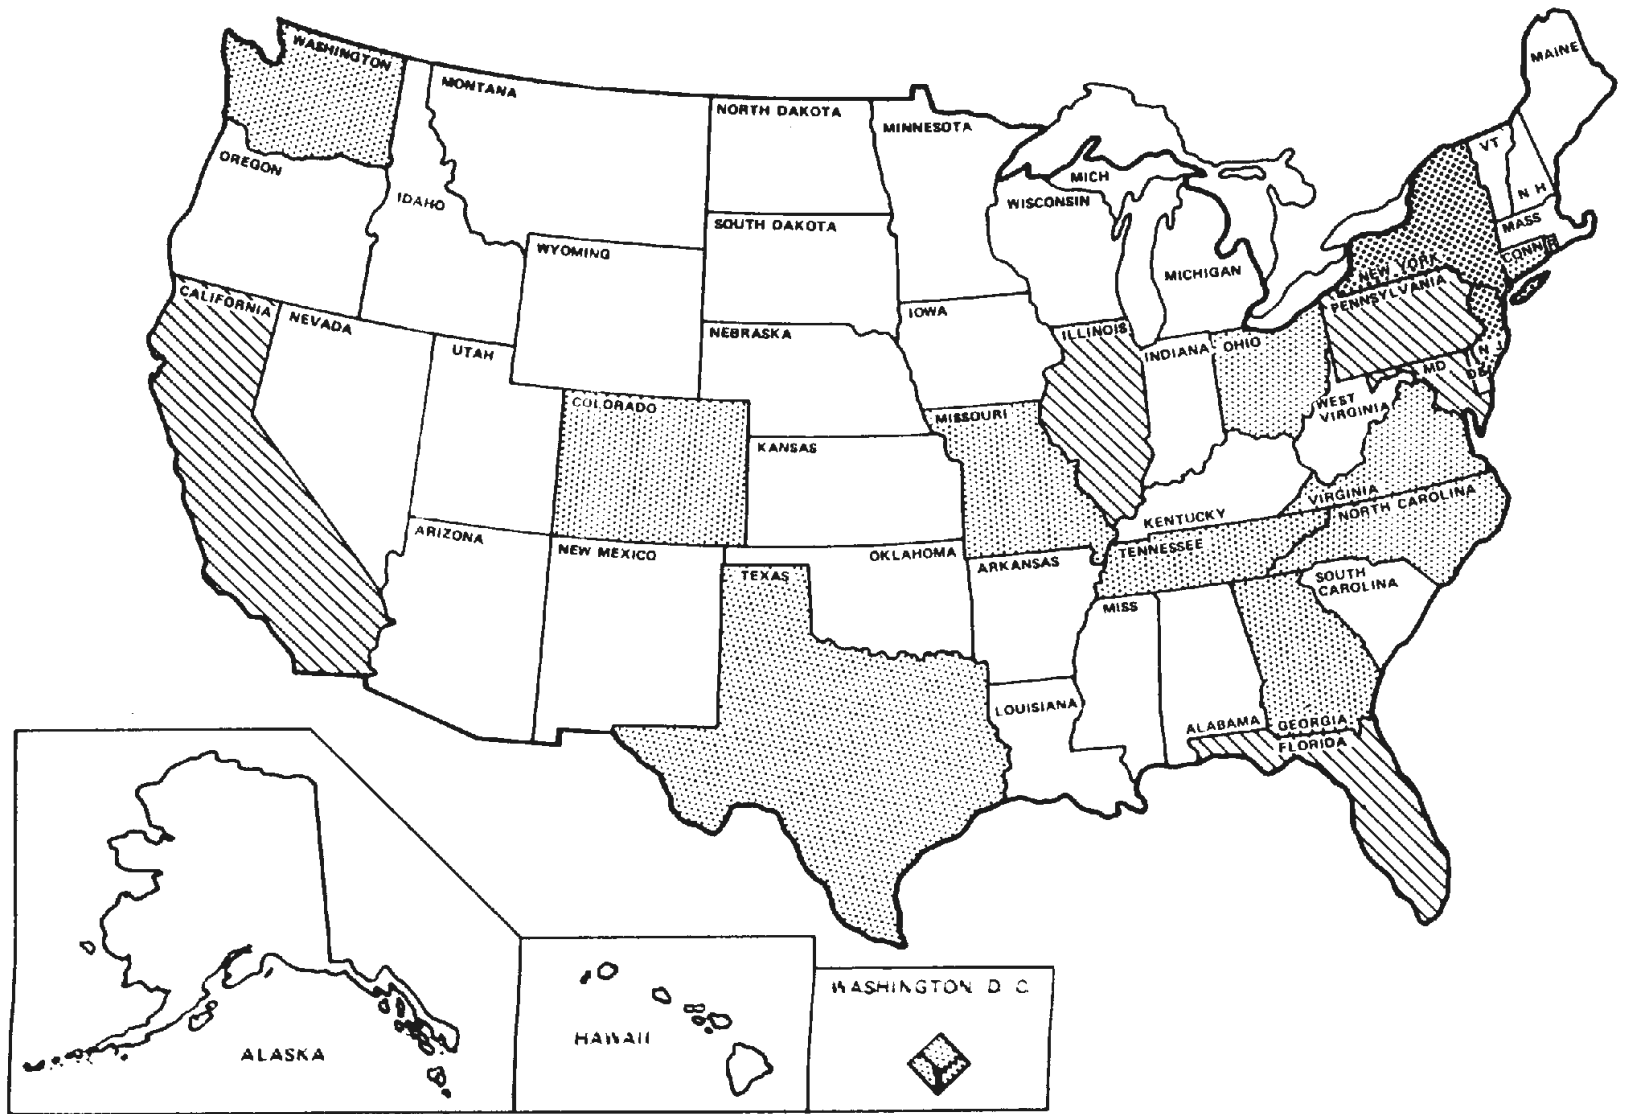 WASHINGTON
MONTANA
NORTH DAKOTA
MINNESOTA
MAINE
OREGON
IDAHO
MICH
VT
N H
WYOMING
SOUTH DAKOTA
WISCONSIN
MICHIGAN
NEW YORK
MASS
CONN
CALIFORNIA
NEVADA
UTAH
NEBRASKA
IOWA
ILLINOIS
INDIANA
OHIO
PENNSYLVANIA
N J
COLORADO
KANSAS
MISSOURI
WEST
VIRGINIA
MD
VIRGINIA
KENTUCKY
NORTH CAROLINA
ARIZONA
NEW MEXICO
OKLAHOMA
ARKANSAS
TENNESSEE
SOUTH
CAROLINA
TEXAS
MISS
LOUISIANA
ALABAMA
GEORGIA
FLORIDA
ALASKA
HAWAII
WASHINGTON D C